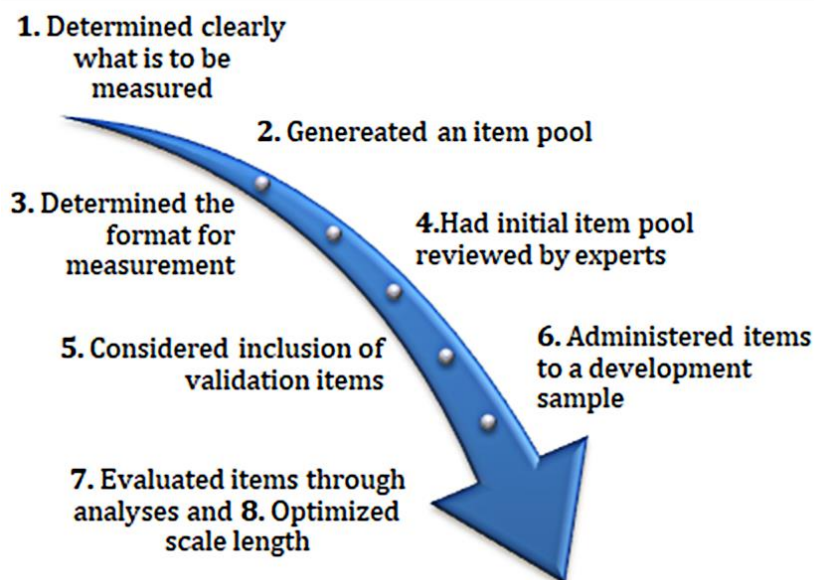 1. Determined clearly
what is to be
measured
2. Genereated an item pool
3. Determined the
format for
measurement
4.Had initial item pool
reviewed by experts
5. Considered inclusion of
validation items
6. Administered items
to a development
sample
7. Evaluated items through
analyses and 8. Optimized
scale length